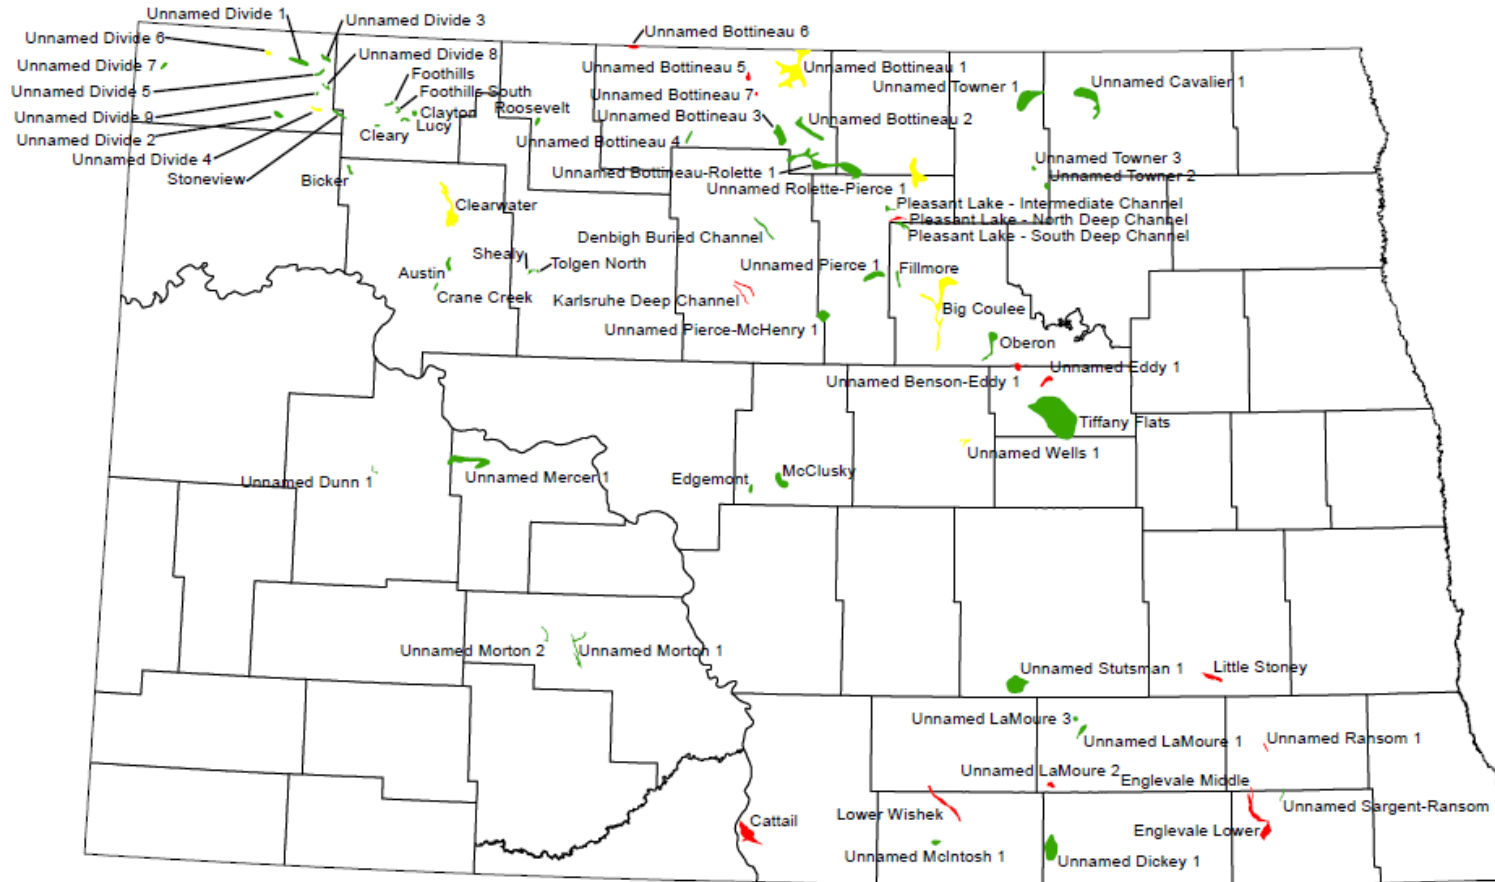 Unnamed Divide 1
Unnamed Divide 3
Unnamed Bottineau 6
Unnamed Divide 6
Unnamed Divide 8
Unnamed Divide 7
Unnamed Bottineau 5
Unnamed Bottineau 1
Foothills
Unnamed Cavalier 1
Unnamed Towner 1
Unnamed Divide 5
Foothills South
Unnamed Bottineau 7
Roosevelt
Clayton
Unnamed Divide 9
Unnamed Bottineau 3
Unnamed Bottineau 2
Lucy
Cleary
Unnamed Divide 2
Unnamed Bottineau 4
Unnamed Divide 4
Unnamed Towner 3
Unnamed Bottineau-Rolette 1
Unnamed Towner 2
Stoneview
Bicker
Unnamed Rolette-Pierce 1
Clearwater
Pleasant Lake - Intermediate Channel
Pleasant Lake - North Deep Channel
Denbigh Buried Channel
Pleasant Lake - South Deep Channel
Shealy
Tolgen North
Unnamed Pierce 1
Fillmore
Austin
Crane Creek
Karlsruhe Deep Channel
Big Coulee
Unnamed Pierce-McHenry 1
Oberon
Unnamed Eddy 1
Unnamed Benson-Eddy 1
Tiffany Flats
Unnamed Wells 1
McClusky
Unnamed Dunn 1
Unnamed Mercer 1
Edgemont
Unnamed Morton 2
Unnamed Morton 1
Unnamed Stutsman 1
Little Stoney
Unnamed LaMoure 3
Unnamed LaMoure 1
Unnamed Ransom 1
Unnamed LaMoure 2
Englevale Middle
Unnamed Sargent-Ransom
Lower Wishek
Cattail
Englevale Lower
Unnamed McIntosh 1
Unnamed Dickey 1